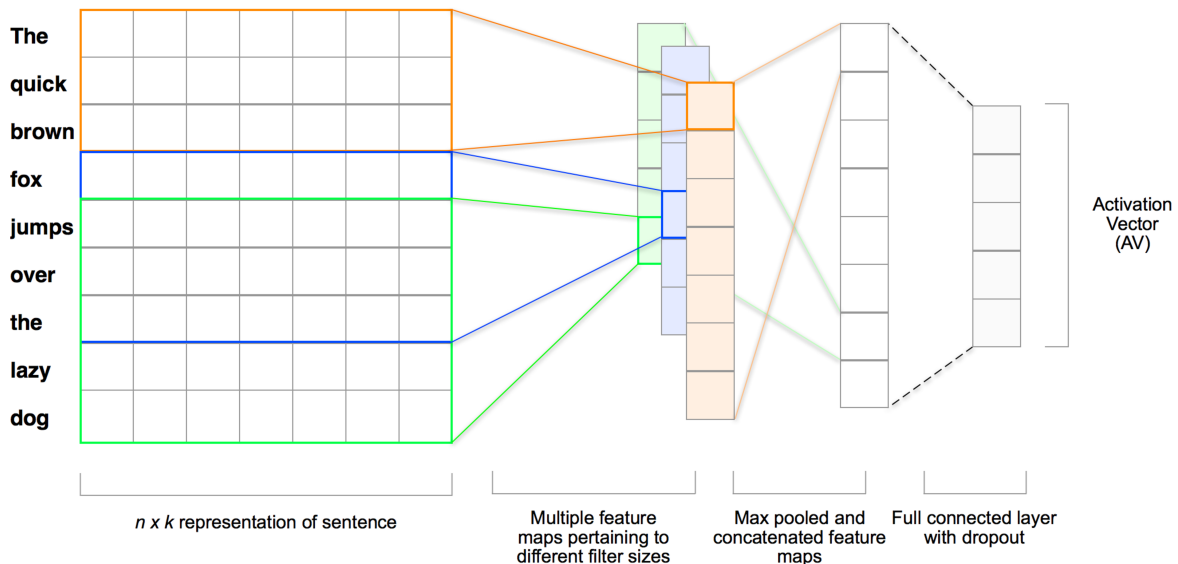 The
quick
brown
fox
jumps
over
the
lazy
dog
Activation
Vector
(AV)
n x k representation of sentence
Multiple feature
maps pertaining to
different filter sizes
Max pooled and
concatenated feature
maps
Full connected layer
with dropout